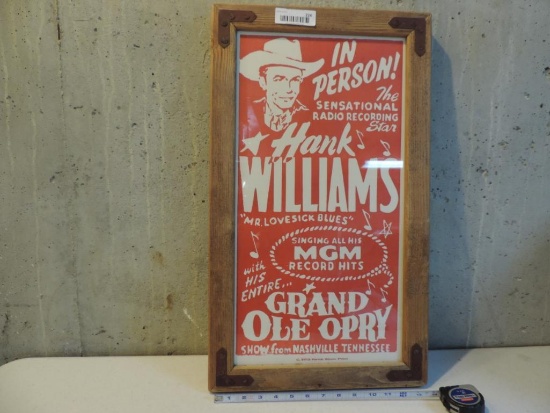 IN
PERSON!
The
SENSATIONAL
RADIO RECORDING
Star
Hank
WILLIAMS
"MR. LOVESICK BLUES"
SINGING ALL HIS
MGM
RECORD HITS
with
HIS
ENTIRE...
GRAND
OLE OPRY
SHOW from NASHVILLE TENNESSEE